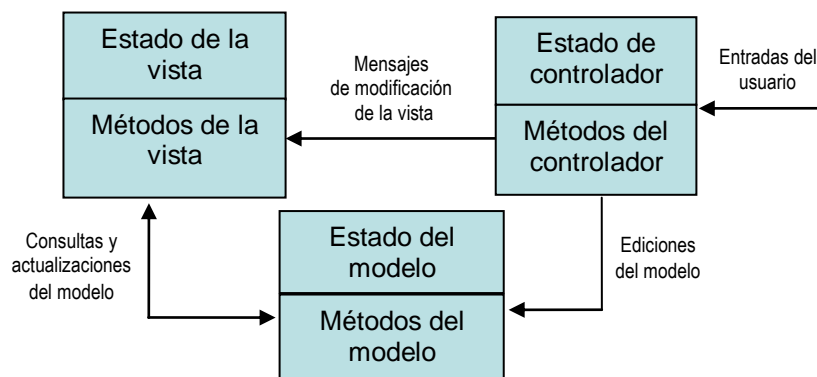 Estado de la
vista
Métodos de la
vista
Mensajes
de modificación
de la vista
Estado de
controlador
Métodos del
controlador
Entradas del
usuario
Consultas y
actualizaciones
del modelo
Estado del
modelo
Métodos del
modelo
Ediciones
del modelo